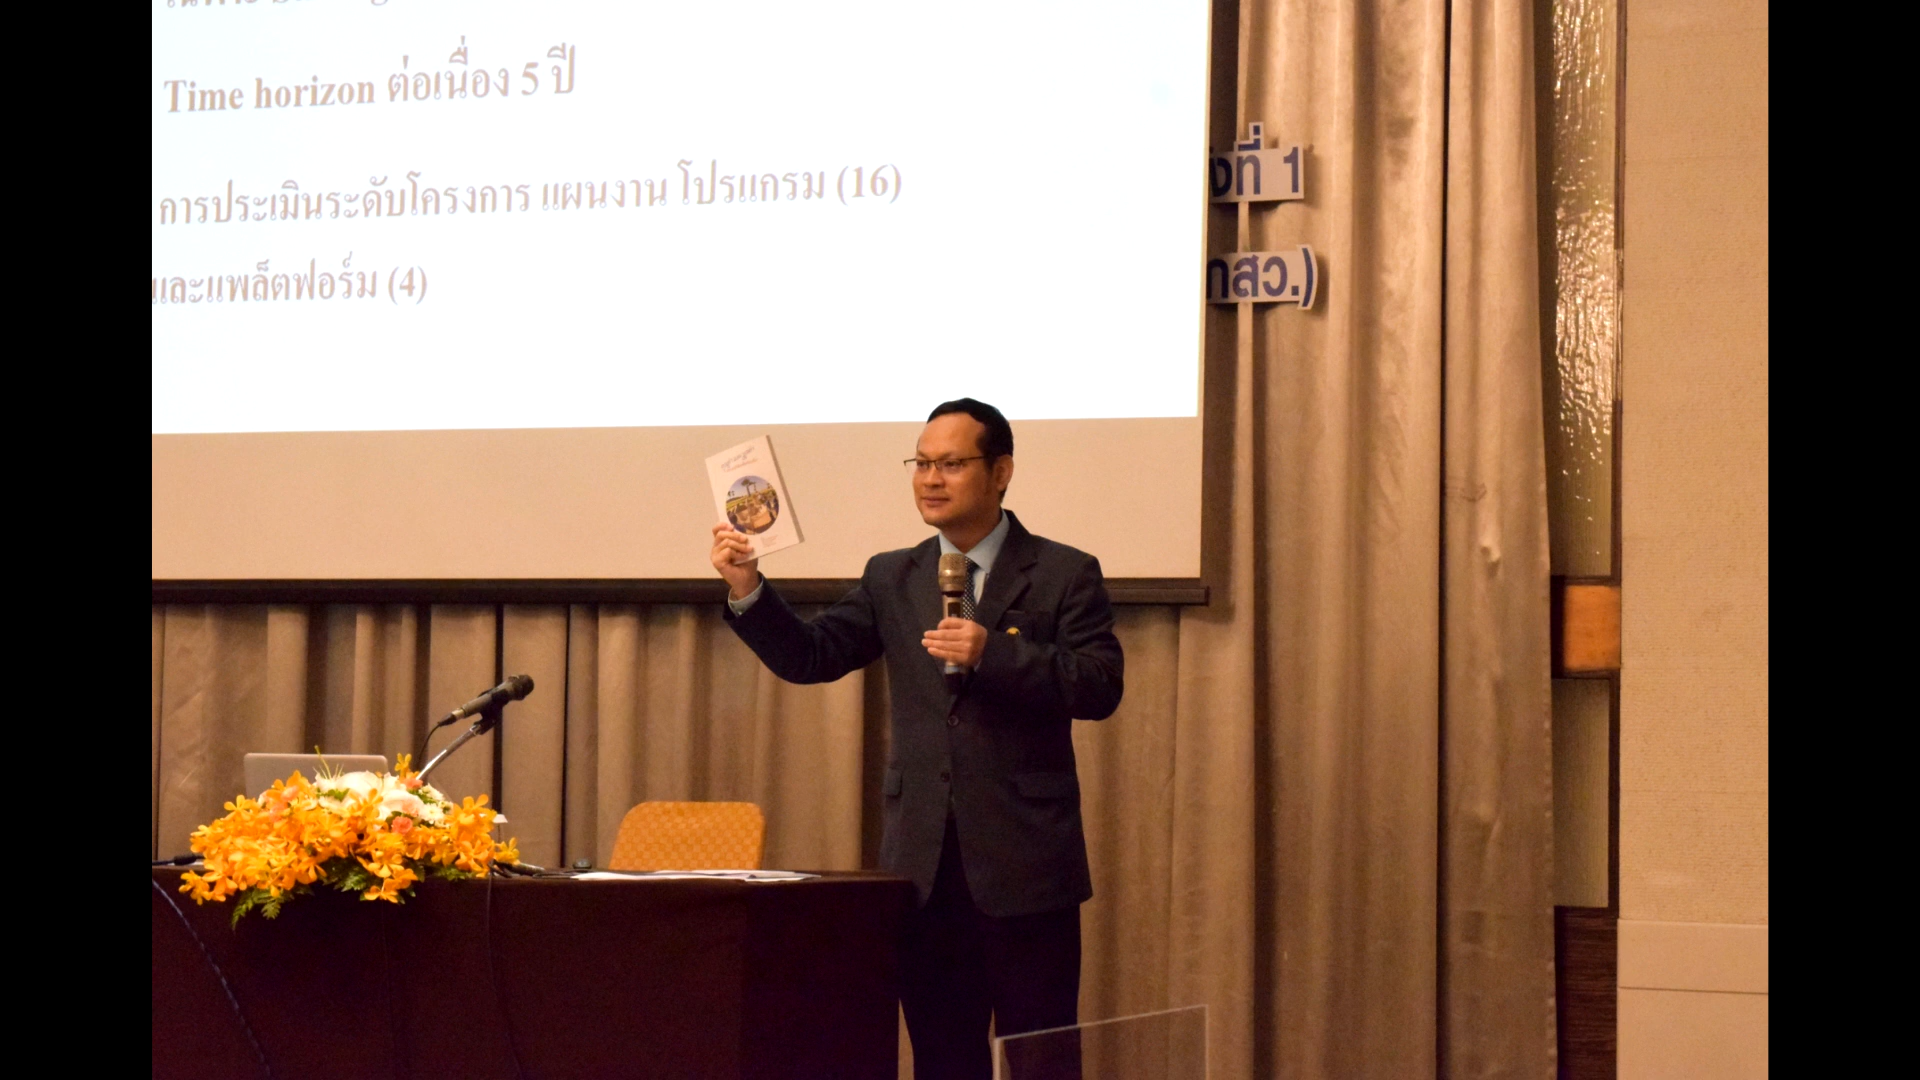 Time horizon ต่อเนื่อง 5 ปี
การประเมินระดับโครงการ แผนงาน โปรแกรม (16)
และแพล็ตฟอร์ม (4)
งที่ 1
กสว.)